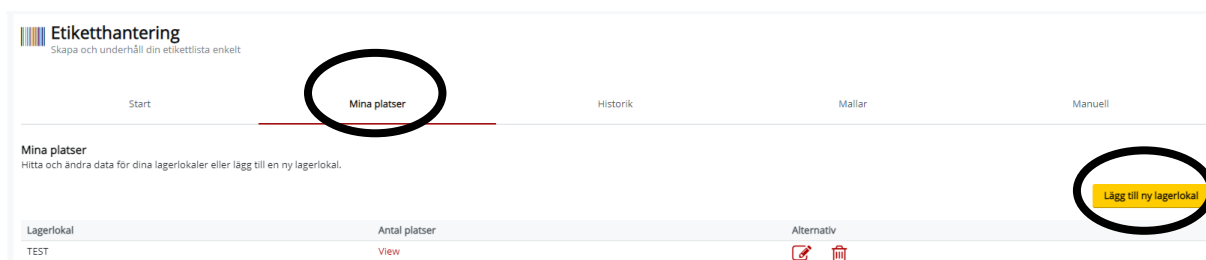 Etiketthantering
Skapa och underhåll din etikettlista enkelt
Start Mina platser Historik Mallar Manuell
Mina platser
Hitta och ändra data för dina lagerlokaler eller lägg till en ny lagerlokal.
Lägg till ny lagerlokal
Lagerlokal Antal platser Alternativ
TEST View